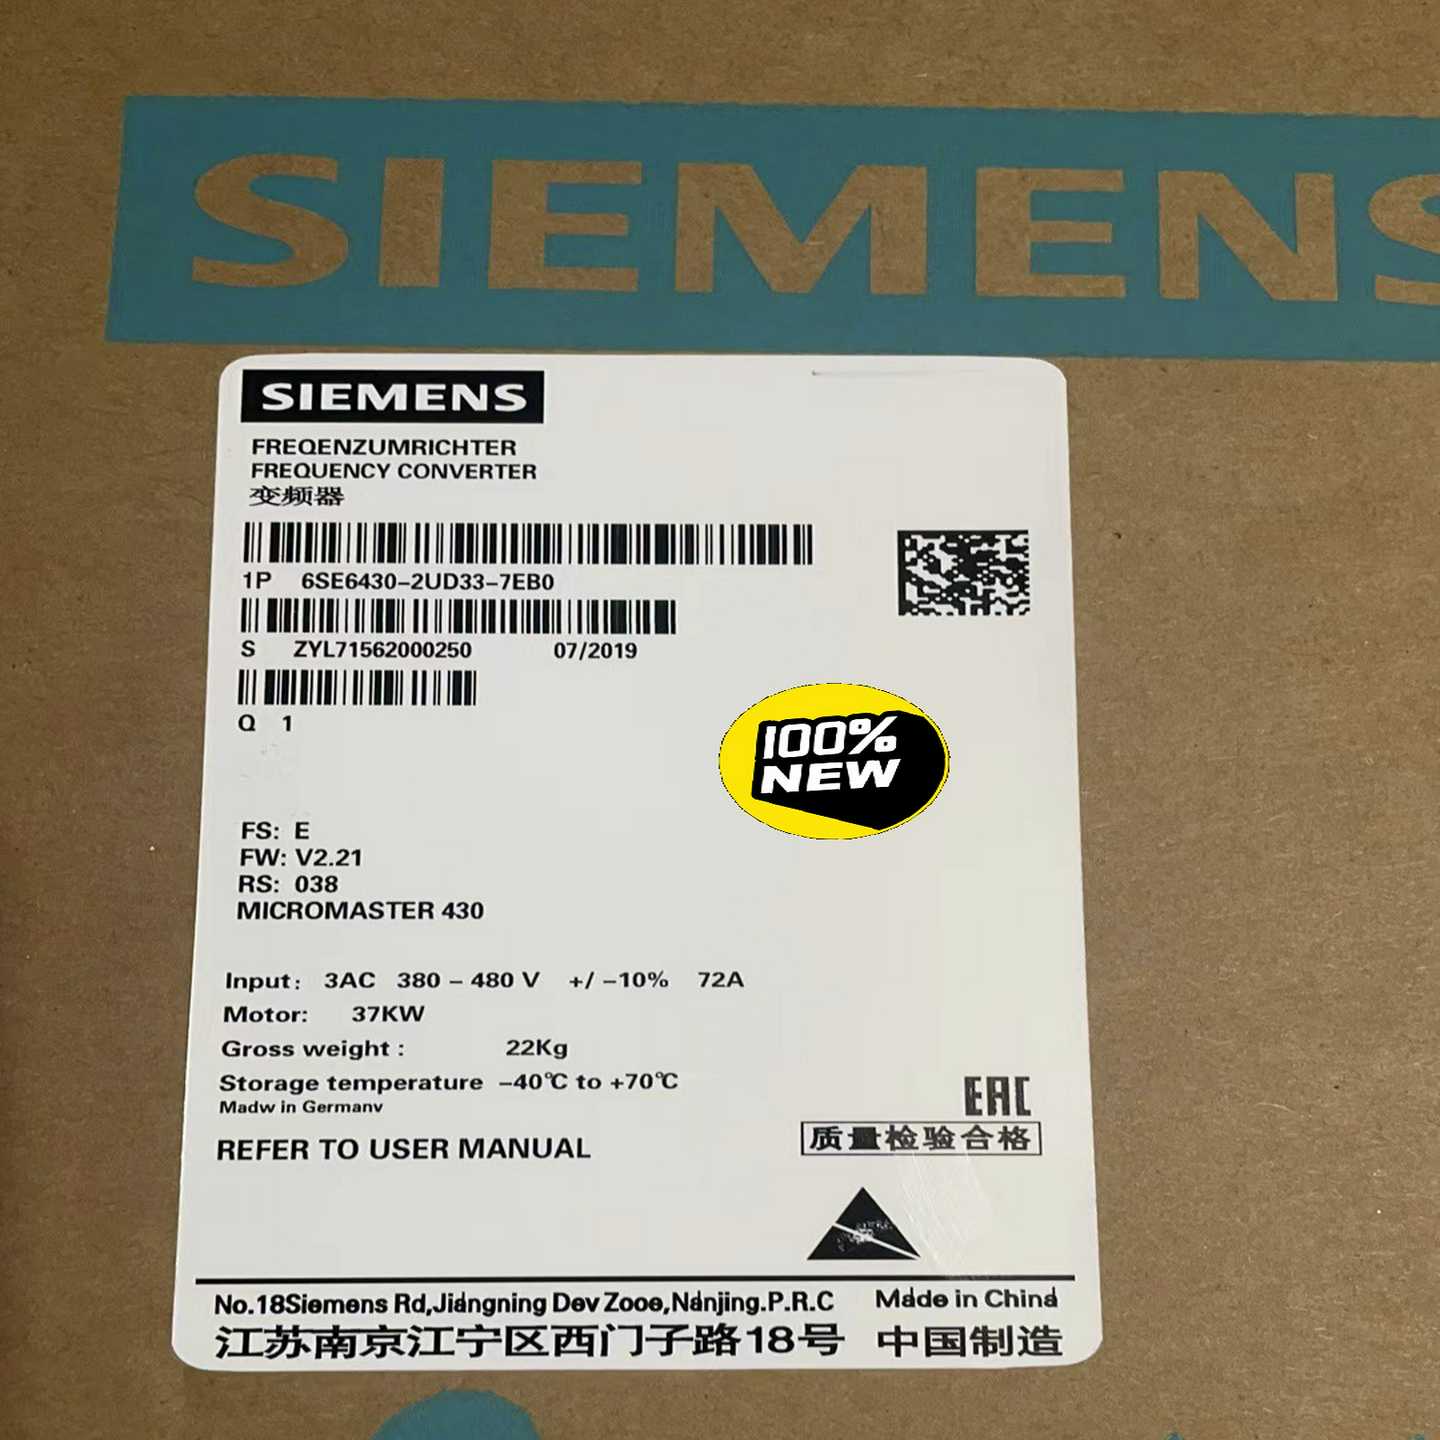 SIEMENS
SIEMENS
FREQENZUMRICHTER
FREQUENCY CONVERTER
变频器
1P 6SE6430-2UD33-7EB0
S ZYL71562000250 07/2019
Q 1
100%
NEW
FS: E
FW: V2.21
RS: 038
MICROMASTER 430
Input: 3AC 380 - 480 V +/ -10% 72A
Motor: 37KW
Gross weight : 22Kg
Storage temperature -40℃ to +70℃
Madw in Germanv
EAC
质量检验合格
REFER TO USER MANUAL
No.18Siemens Rd,Jiangning Dev Zooe,Nanjing.P.R.C Made in China
江苏南京江宁区西门子路18号 中国制造